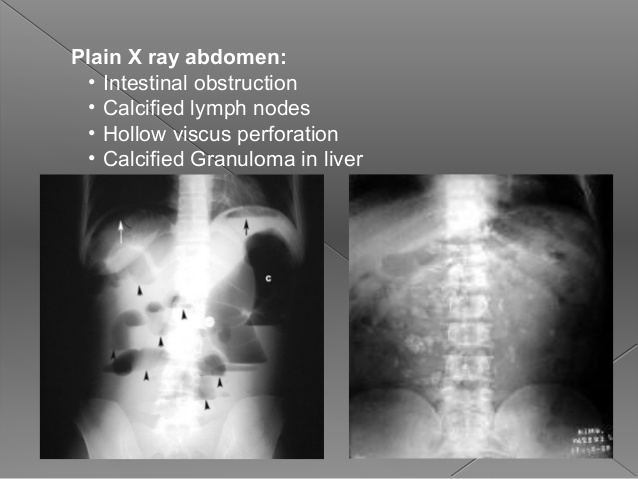 Plain X ray abdomen:
• Intestinal obstruction
• Calcified lymph nodes
• Hollow viscus perforation
• Calcified Granuloma in liver
c